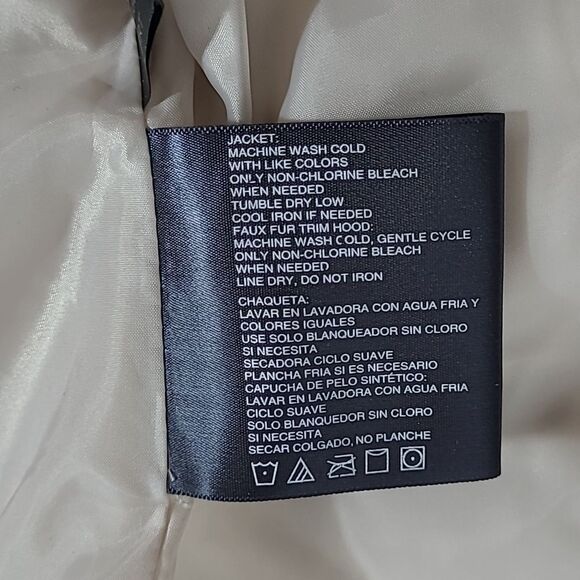 JACKET:
MACHINE WASH COLD
WITH LIKE COLORS
ONLY NON-CHLORINE BLEACH
WHEN NEEDED
TUMBLE DRY LOW
COOL IRON IF NEEDED
FAUX FUR TRIM HOOD:
MACHINE WASH COLD, GENTLE CYCLE
ONLY NON-CHLORINE BLEACH
WHEN NEEDED
LINE DRY, DO NOT IRON
CHAQUETA:
LAVAR EN LAVADORA CON AGUA FRIA Y
COLORES IGUALES
USE SOLO BLANQUEADOR SIN CLORO
SI NECESITA
SECADORA CICLO SUAVE
PLANCHA FRIA SI ES NECESARIO
CAPUCHA DE PELO SINTÉTICO:
LAVAR EN LAVADORA CON AGUA FRIA
CICLO SUAVE
SOLO BLANQUEADOR SIN CLORO
SI NECESITA
SECAR COLGADO, NO PLANCHE